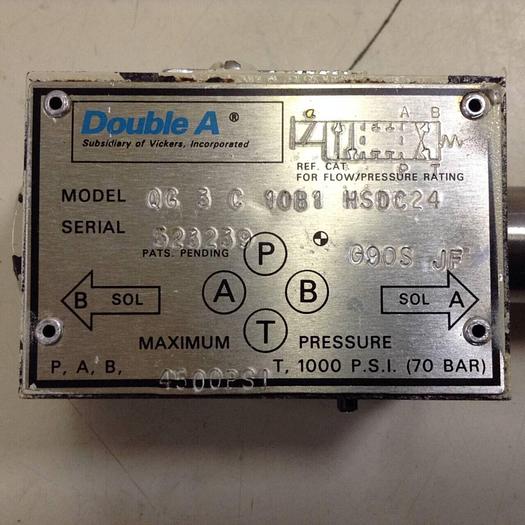 Double A ®
Subsidiary of Vickers, Incorporated
A B
REF. CAT.
FOR FLOW/PRESSURE RATING
MODEL QG 3 C 10B1 HSDC24
SERIAL 323239
PATS. PENDING
P
G90S JF
B SOL
A
B
SOL A
T
MAXIMUM PRESSURE
P, A, B, 4500PSI T, 1000 P.S.I. (70 BAR)